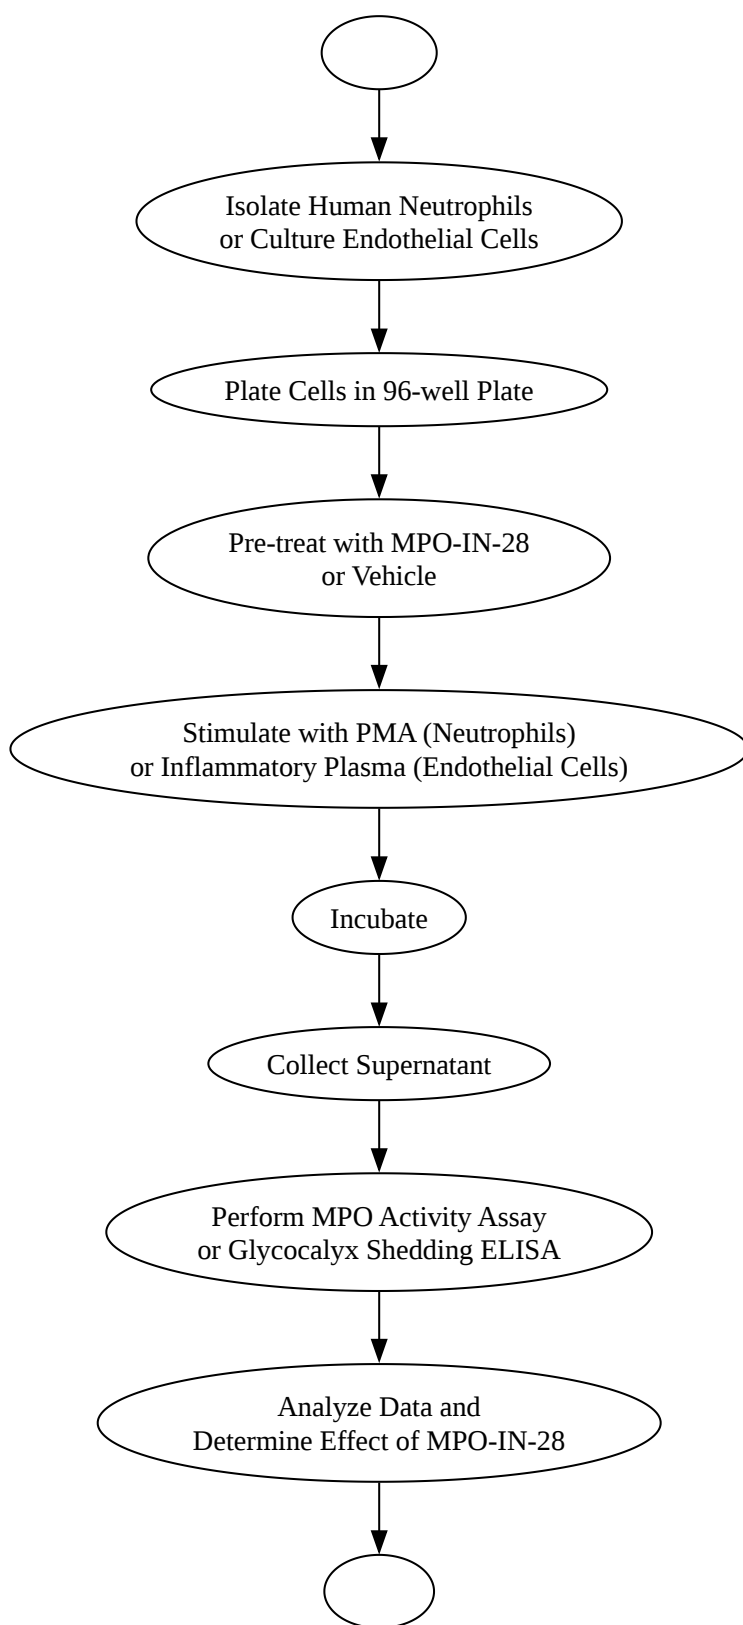 Isolate Human Neutrophils
or Culture Endothelial Cells
Plate Cells in 96-well Plate
Pre-treat with MPO-IN-28
or Vehicle
Stimulate with PMA (Neutrophils)
or Inflammatory Plasma (Endothelial Cells)
Incubate
Collect Supernatant
Perform MPO Activity Assay
or Glycocalyx Shedding ELISA
Analyze Data and
Determine Effect of MPO-IN-28